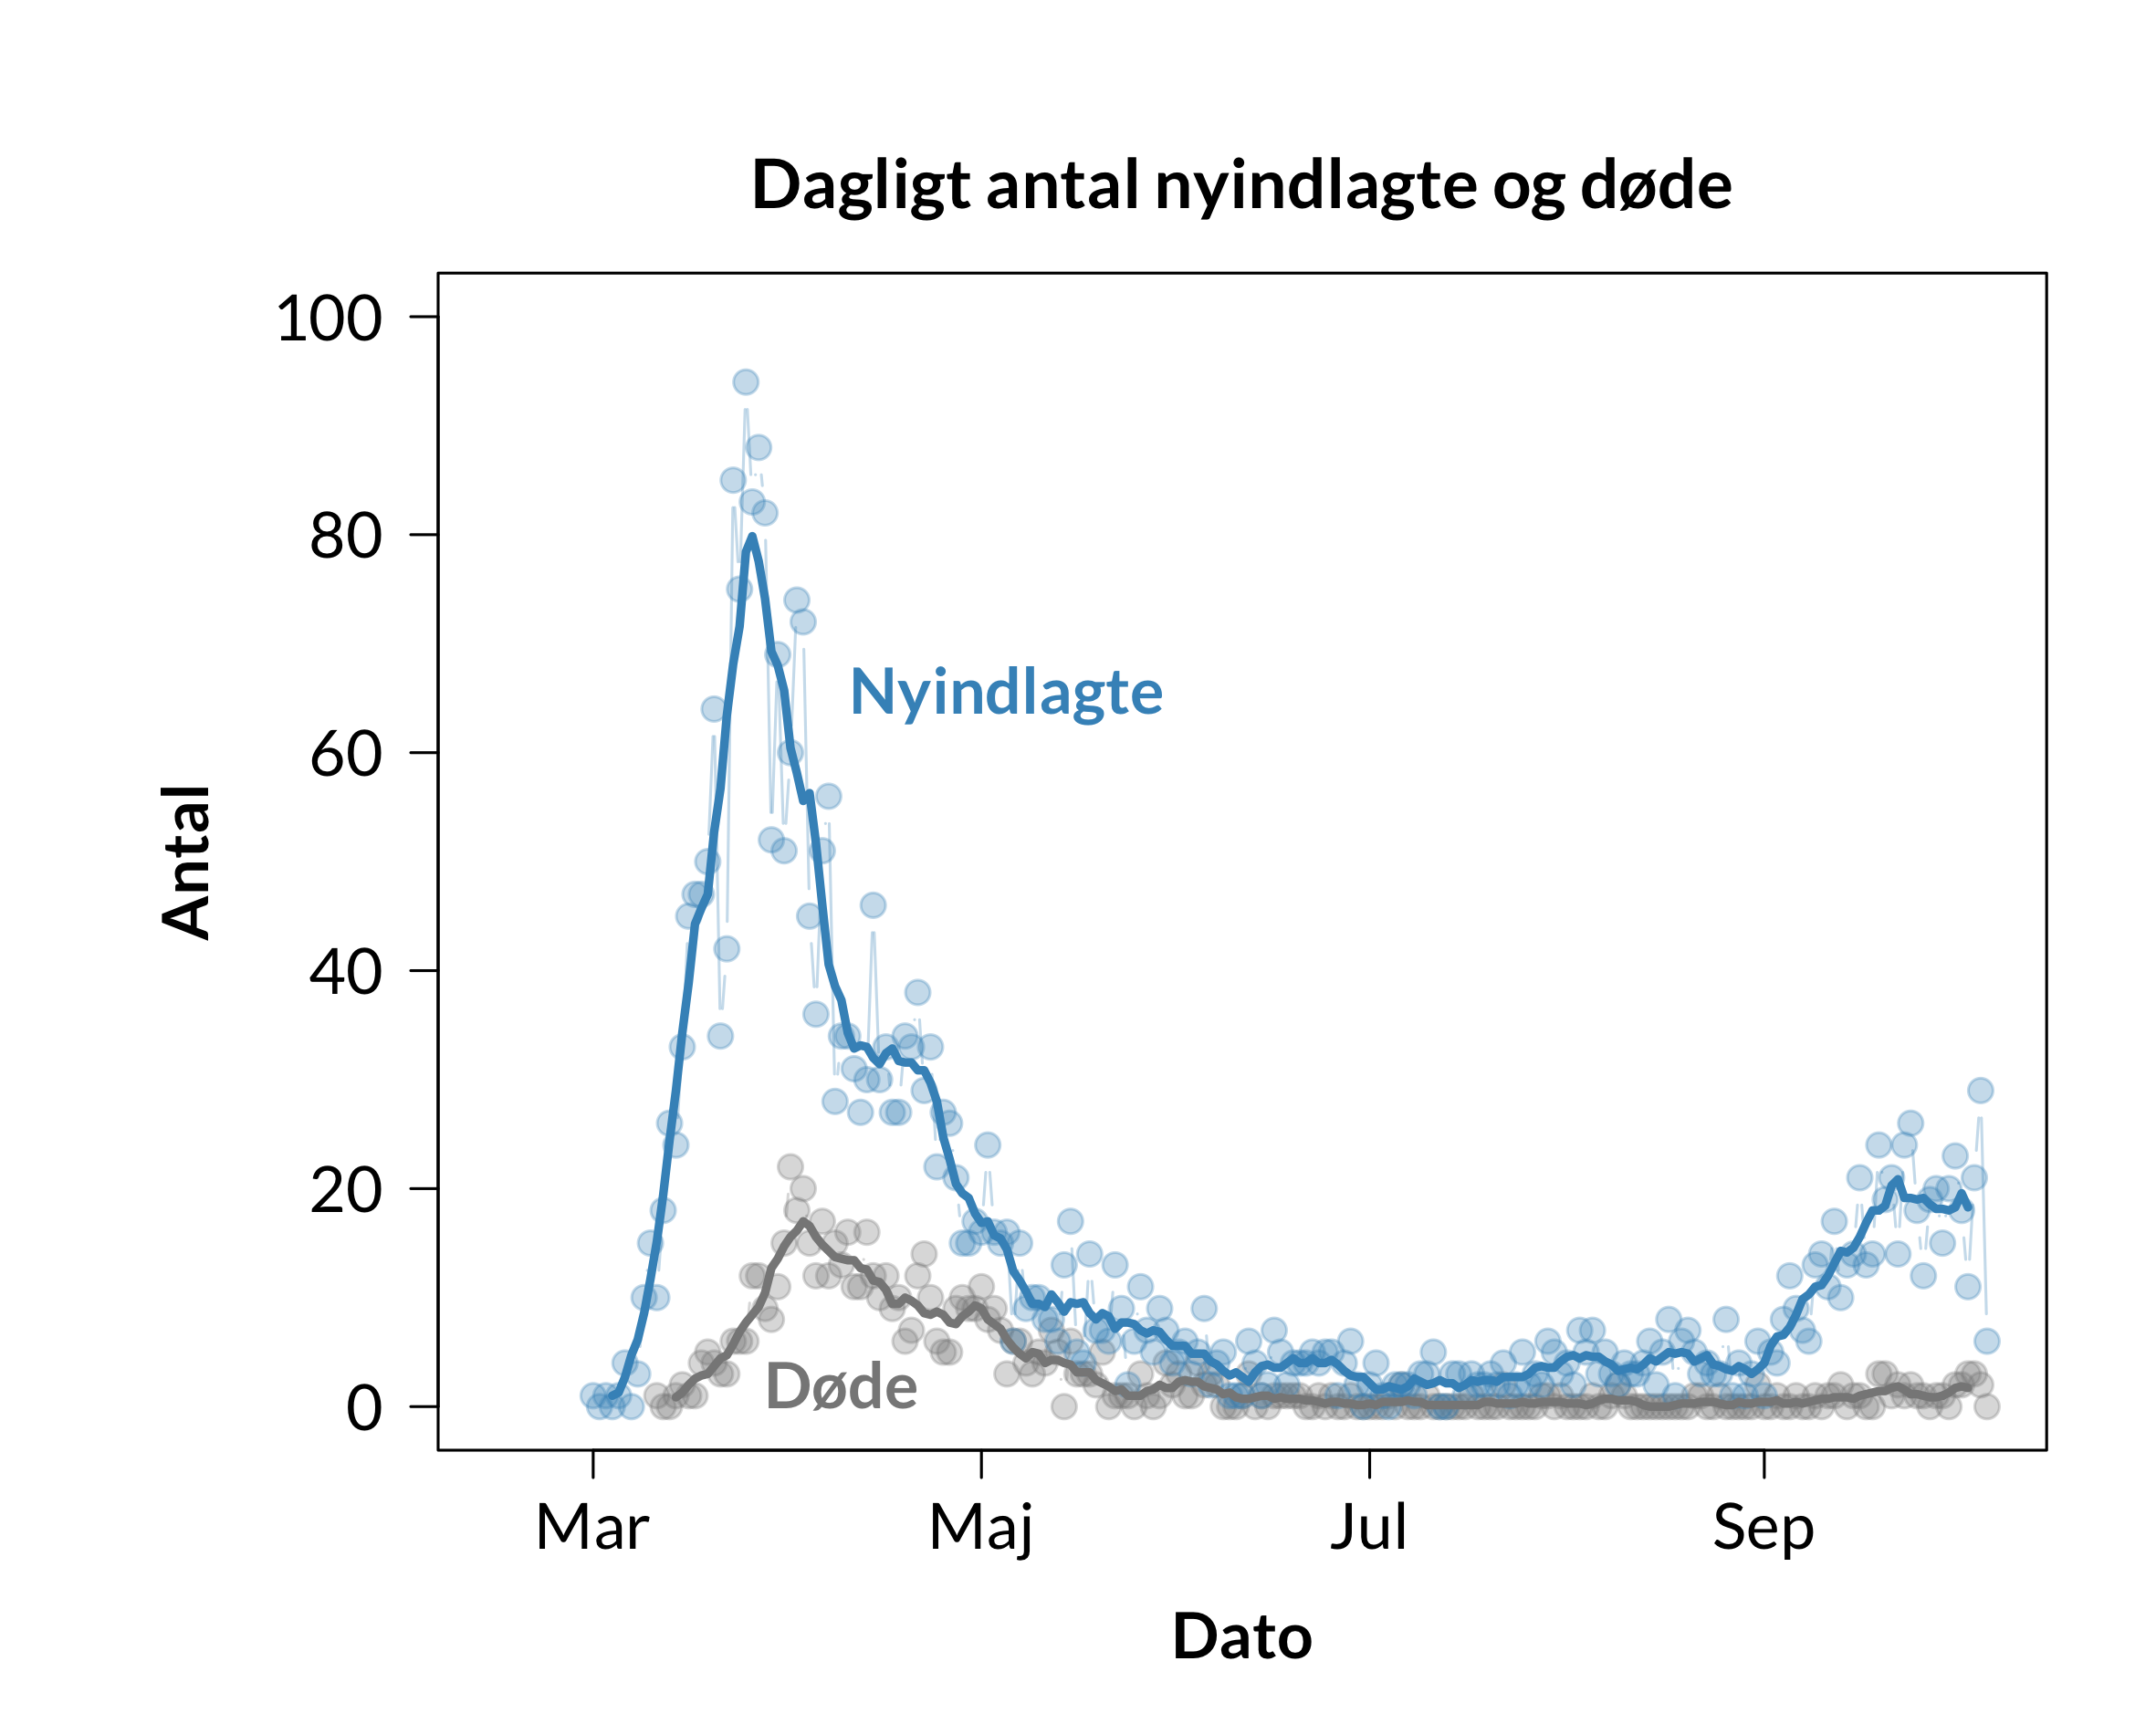 Dagligt antal nyindlagte og døde
100
80
60
40
20
0
Antal
Nyindlagte
Døde
Mar
Maj
Jul
Sep
Dato